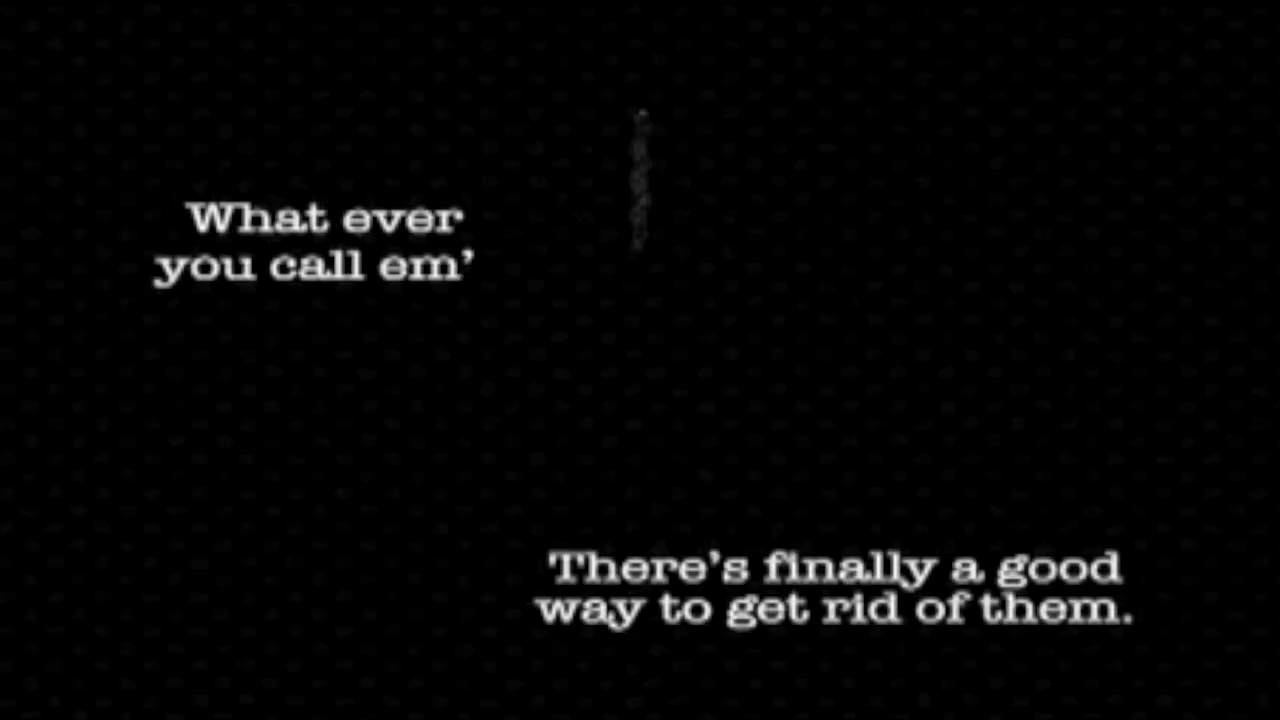 What ever
you call em’
There’s finally a good
way to get rid of them.